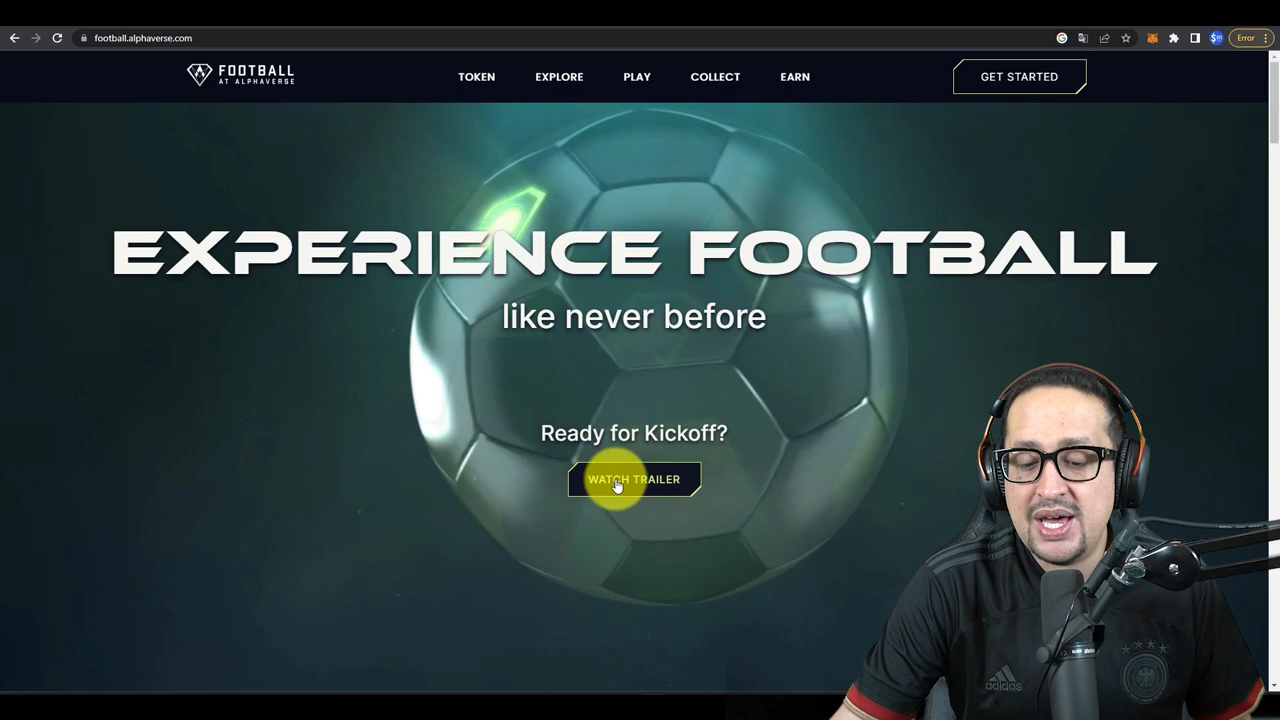 football.alphaverse.com
Error
FOOTBALL
AT ALPHAVERSE
TOKEN
EXPLORE
PLAY
COLLECT
EARN
GET STARTED
EXPERIENCE FOOTBALL
like never before
Ready for Kickoff?
WATCH TRAILER
adidas